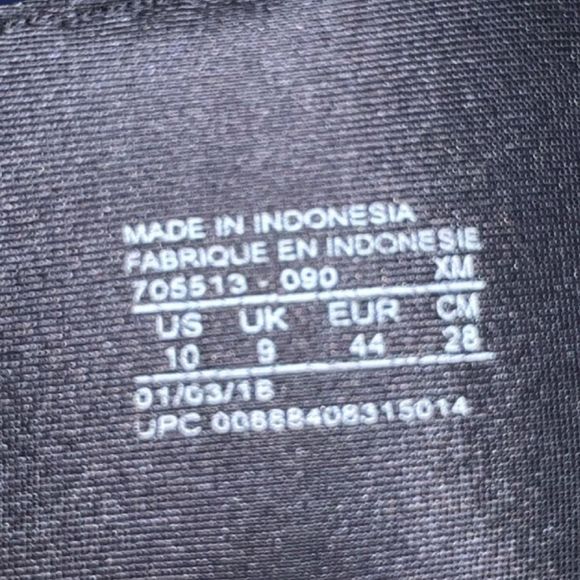 MADE IN INDONESIA
FABRIQUE EN INDONESIE
705513 - 090 XM
US UK EUR CM
10 9 44 28
01/03/16
UPC 00888408315014